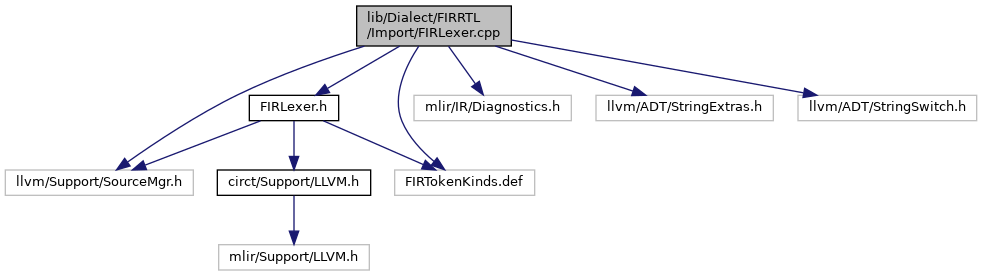 lib/Dialect/FIRRTL
/Import/FIRLexer.cpp
FIRLexer.h
mlir/IR/Diagnostics.h
llvm/ADT/StringExtras.h
llvm/ADT/StringSwitch.h
llvm/Support/SourceMgr.h
circt/Support/LLVM.h
FIRTokenKinds.def
mlir/Support/LLVM.h